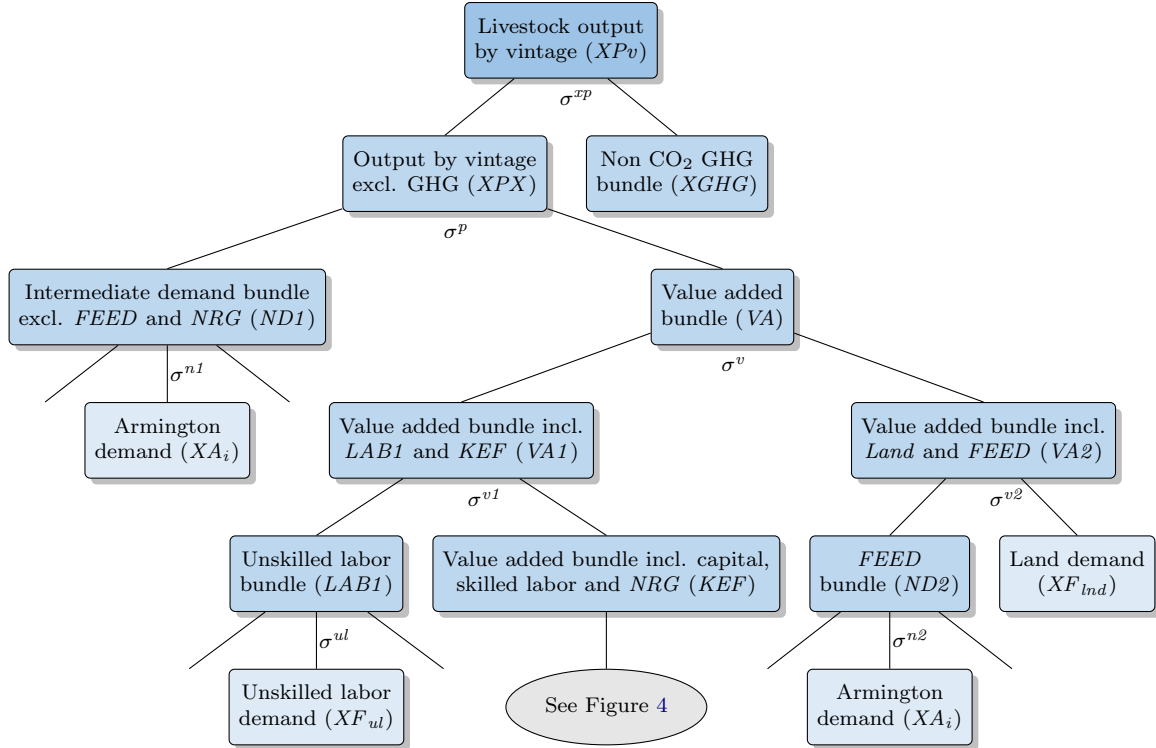 Livestock output
by vintage (XPv)
σ^xp
Output by vintage
excl. GHG (XPX)
Non CO₂ GHG
bundle (XGHG)
σ^p
Intermediate demand bundle
excl. FEED and NRG (ND1)
Value added
bundle (VA)
σ^n1
σ^v
Armington
demand (XA_i)
Value added bundle incl.
LAB1 and KEF (VA1)
Value added bundle incl.
Land and FEED (VA2)
σ^v1
σ^v2
Unskilled labor
bundle (LAB1)
Value added bundle incl. capital,
skilled labor and NRG (KEF)
FEED
bundle (ND2)
Land demand
(XF_lnd)
σ^ul
σ^n2
Unskilled labor
demand (XF_ul)
See Figure 4
Armington
demand (XA_i)